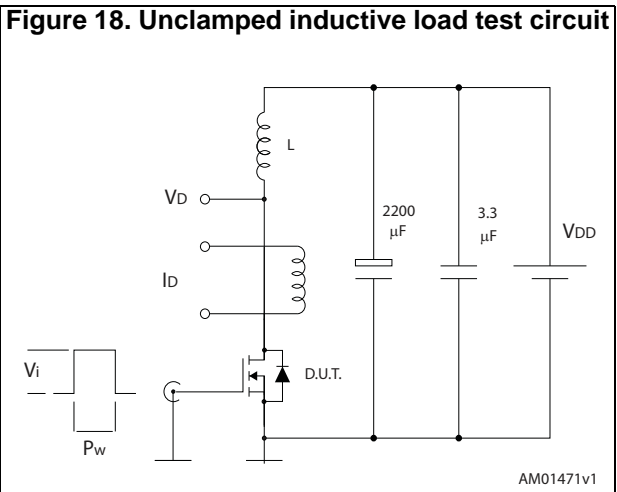 Figure 18. Unclamped inductive load test circuit
L
VD
2200
μF
3.3
μF
VDD
ID
Vi
D.U.T.
Pw
AM01471v1